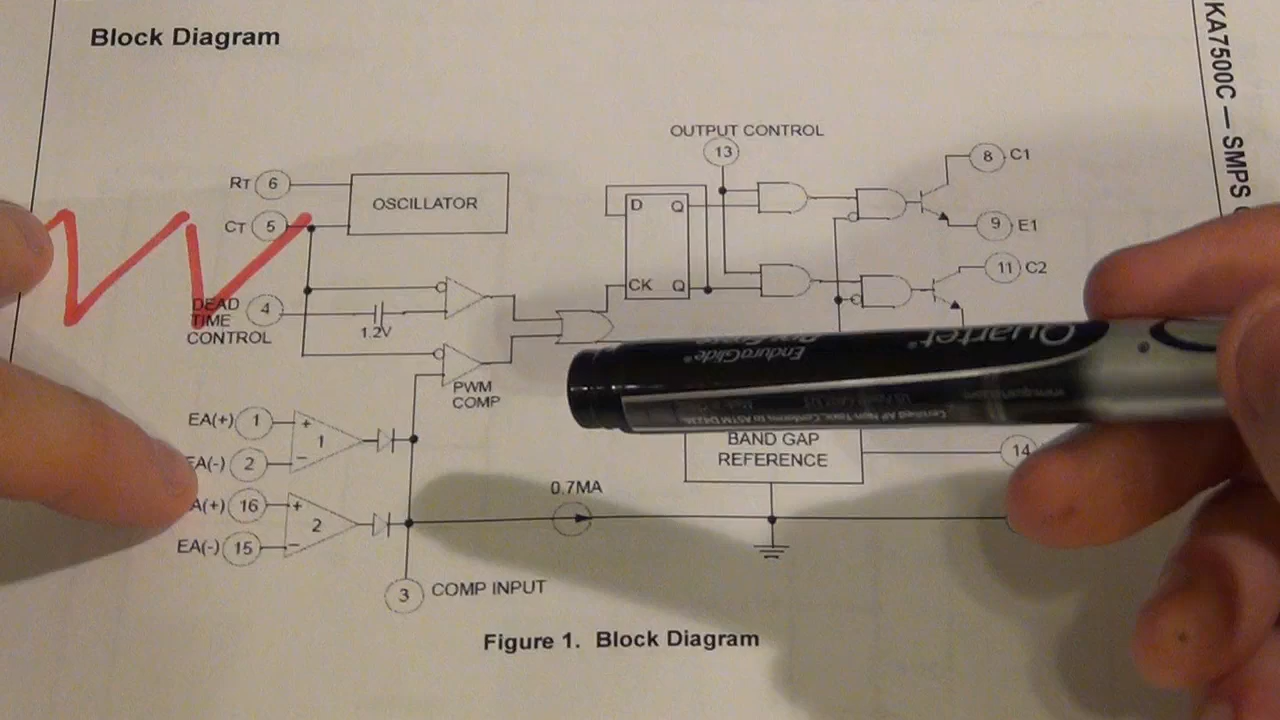 Block Diagram
KA7500C — SMPS
OUTPUT CONTROL
13
RT 6
OSCILLATOR
CT 5
D Q
CK Q
8 C1
9 E1
11 C2
DEAD
TIME
CONTROL
4
1.2V
PWM
COMP
Quartet
EnduraGlide
EA(+) 1
EA(-) 2
A(+) 16
EA(-) 15
+
1
−
+
2
−
BAND GAP
REFERENCE
14
0.7MA
3 COMP INPUT
Figure 1. Block Diagram